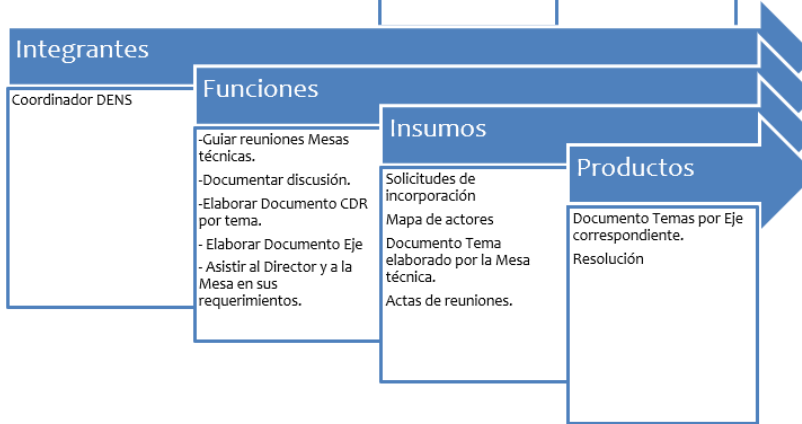 Integrantes
Coordinador DENS
Funciones
-Guiar reuniones Mesas
técnicas.
-Documentar discusión.
-Elaborar Documento CDR
por tema.
- Elaborar Documento Eje
- Asistir al Director y a la
Mesa en sus
requerimientos.
Insumos
Solicitudes de
incorporación
Mapa de actores
Documento Tema
elaborado por la Mesa
técnica.
Actas de reuniones.
Productos
Documento Temas por Eje
correspondiente.
Resolución